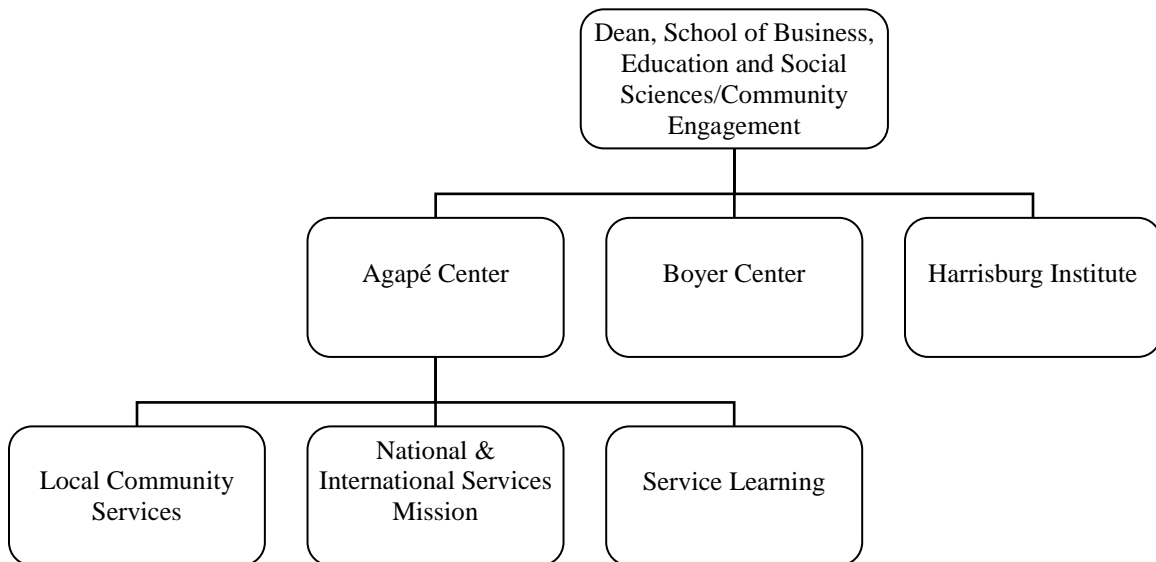 Dean, School of Business,
Education and Social
Sciences/Community
Engagement
Agapé Center
Boyer Center
Harrisburg Institute
Local Community
Services
National &
International Services
Mission
Service Learning